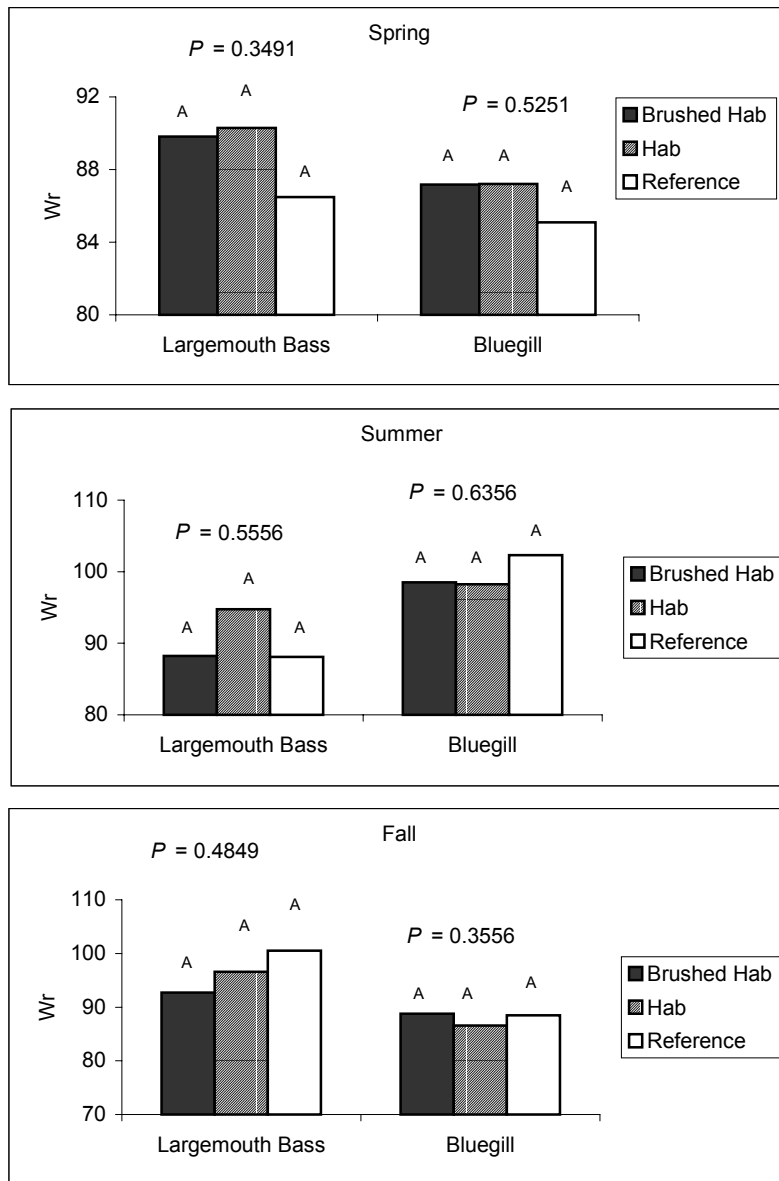 Spring
P = 0.3491
P = 0.5251
92
88
84
80
Wr
A
A
A
A
A
A
Largemouth Bass
Bluegill
Brushed Hab
Hab
Reference
Summer
P = 0.5556
P = 0.6356
110
100
90
80
Wr
A
A
A
A
A
A
Largemouth Bass
Bluegill
Brushed Hab
Hab
Reference
Fall
P = 0.4849
P = 0.3556
110
100
90
80
70
Wr
A
A
A
A
A
A
Largemouth Bass
Bluegill
Brushed Hab
Hab
Reference